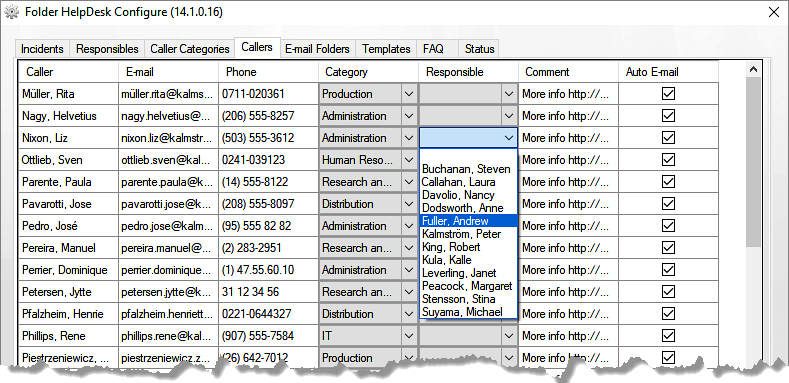 Folder HelpDesk Configure (14.1.0.16)
Incidents Responsibles Caller Categories Callers E-mail Folders Templates FAQ Status
Caller E-mail Phone Category Responsible Comment Auto E-mail
Müller, Rita müller.rita@kalms... 0711-020361 Production More info http://...
Nagy, Helvetius nagy.helvetius@... (206) 555-8257 Administration More info http://...
Nixon, Liz nixon.liz@kalmstr... (503) 555-3612 Administration More info http://...
Ottlieb, Sven ottlieb.sven@kal... 0241-039123 Human Reso... More info http://...
Buchanan, Steven
Parente, Paula parente.paula@k... (14) 555-8122 Research an... Callahan, Laura More info http://...
Davolio, Nancy
Pavarotti, Jose pavarotti.jose@k... (208) 555-8097 Distribution Dodsworth, Anne More info http://...
Pedro, José pedro.jose@kalm... (95) 555 82 82 Administration Fuller, Andrew More info http://...
Kalmström, Peter
Pereira, Manuel pereira.manuel@... (2) 283-2951 Research an... King, Robert More info http://...
Perrier, Dominique perrier.dominique... (1) 47.55.60.10 Administration Kula, Kalle More info http://...
Leverling, Janet
Petersen, Jytte petersen.jytte@k... 31 12 34 56 Research an... Peacock, Margaret More info http://...
Stensson, Stina
Pfalzheim, Henrie pfalzheim.henriett... 0221-0644327 Distribution Suyama, Michael More info http://...
Phillips, Rene phillips.rene@kal... (907) 555-7584 IT More info http://...
Piestrzeniewicz, ... piestrzeniewicz.z... (26) 642-7012 Production More info http://...